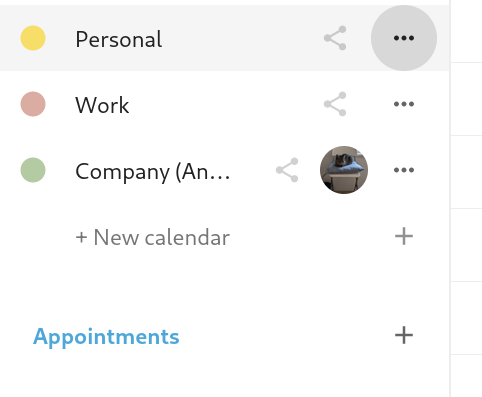 Personal
Work
Company (An...
+ New calendar
Appointments